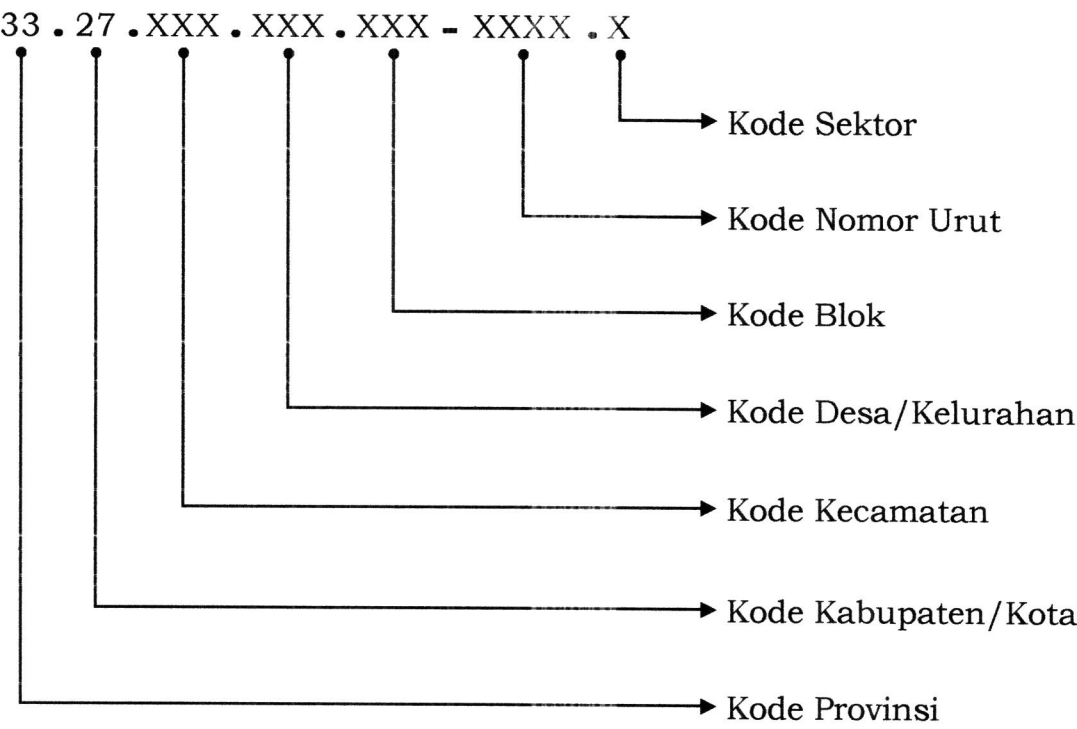 33.27.XXX.XXX.XXX-XXXX.X
Kode Sektor
Kode Nomor Urut
Kode Blok
Kode Desa/Kelurahan
Kode Kecamatan
Kode Kabupaten/Kota
Kode Provinsi